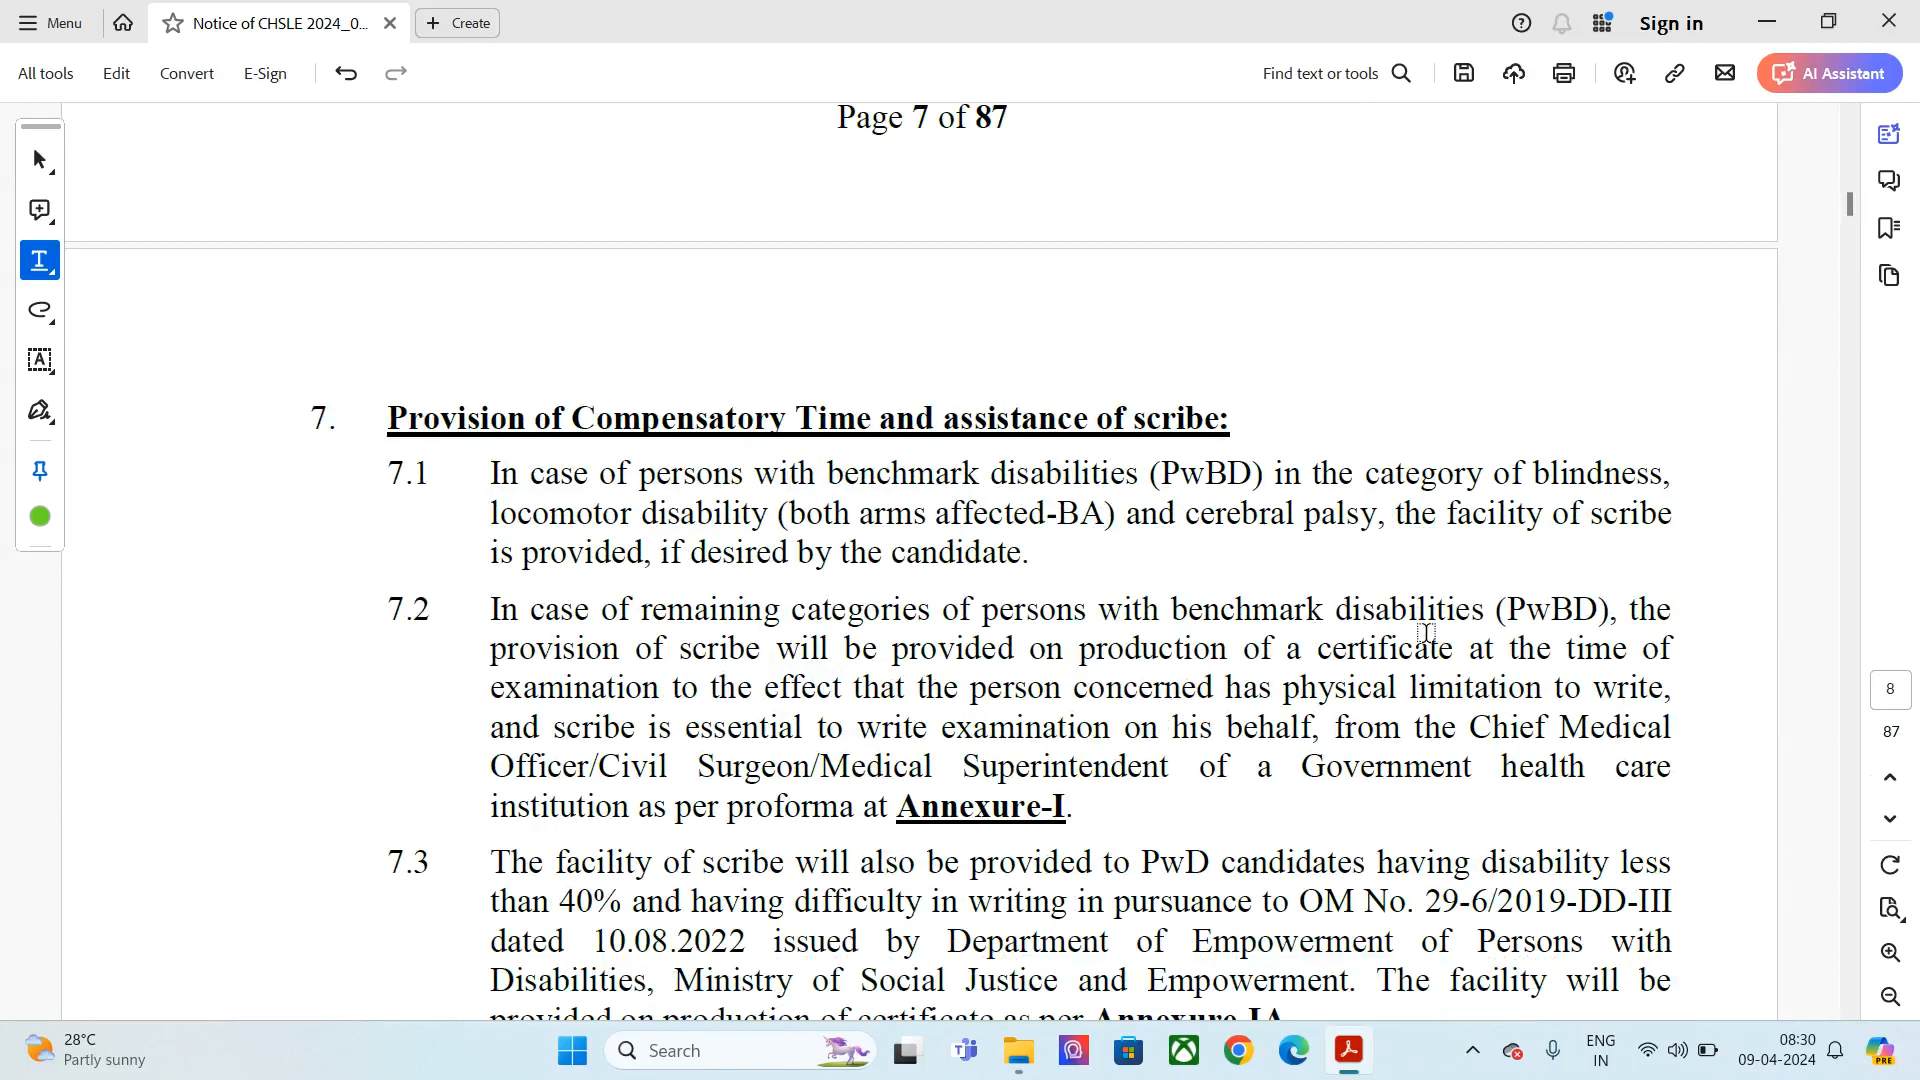 Menu
Notice of CHSLE 2024_0...
Create
Sign in
All tools
Edit
Convert
E-Sign
Find text or tools
AI Assistant
Page 7 of 87
7. Provision of Compensatory Time and assistance of scribe:
7.1 In case of persons with benchmark disabilities (PwBD) in the category of blindness,
locomotor disability (both arms affected-BA) and cerebral palsy, the facility of scribe
is provided, if desired by the candidate.
7.2 In case of remaining categories of persons with benchmark disabilities (PwBD), the
provision of scribe will be provided on production of a certificate at the time of
examination to the effect that the person concerned has physical limitation to write,
and scribe is essential to write examination on his behalf, from the Chief Medical
Officer/Civil Surgeon/Medical Superintendent of a Government health care
institution as per proforma at Annexure-I.
7.3 The facility of scribe will also be provided to PwD candidates having disability less
than 40% and having difficulty in writing in pursuance to OM No. 29-6/2019-DD-III
dated 10.08.2022 issued by Department of Empowerment of Persons with
Disabilities, Ministry of Social Justice and Empowerment. The facility will be
provided on production of certificate as per Annexure-IA.
8
87
28°C
Partly sunny
Search
ENG
IN
08:30
09-04-2024
PRE